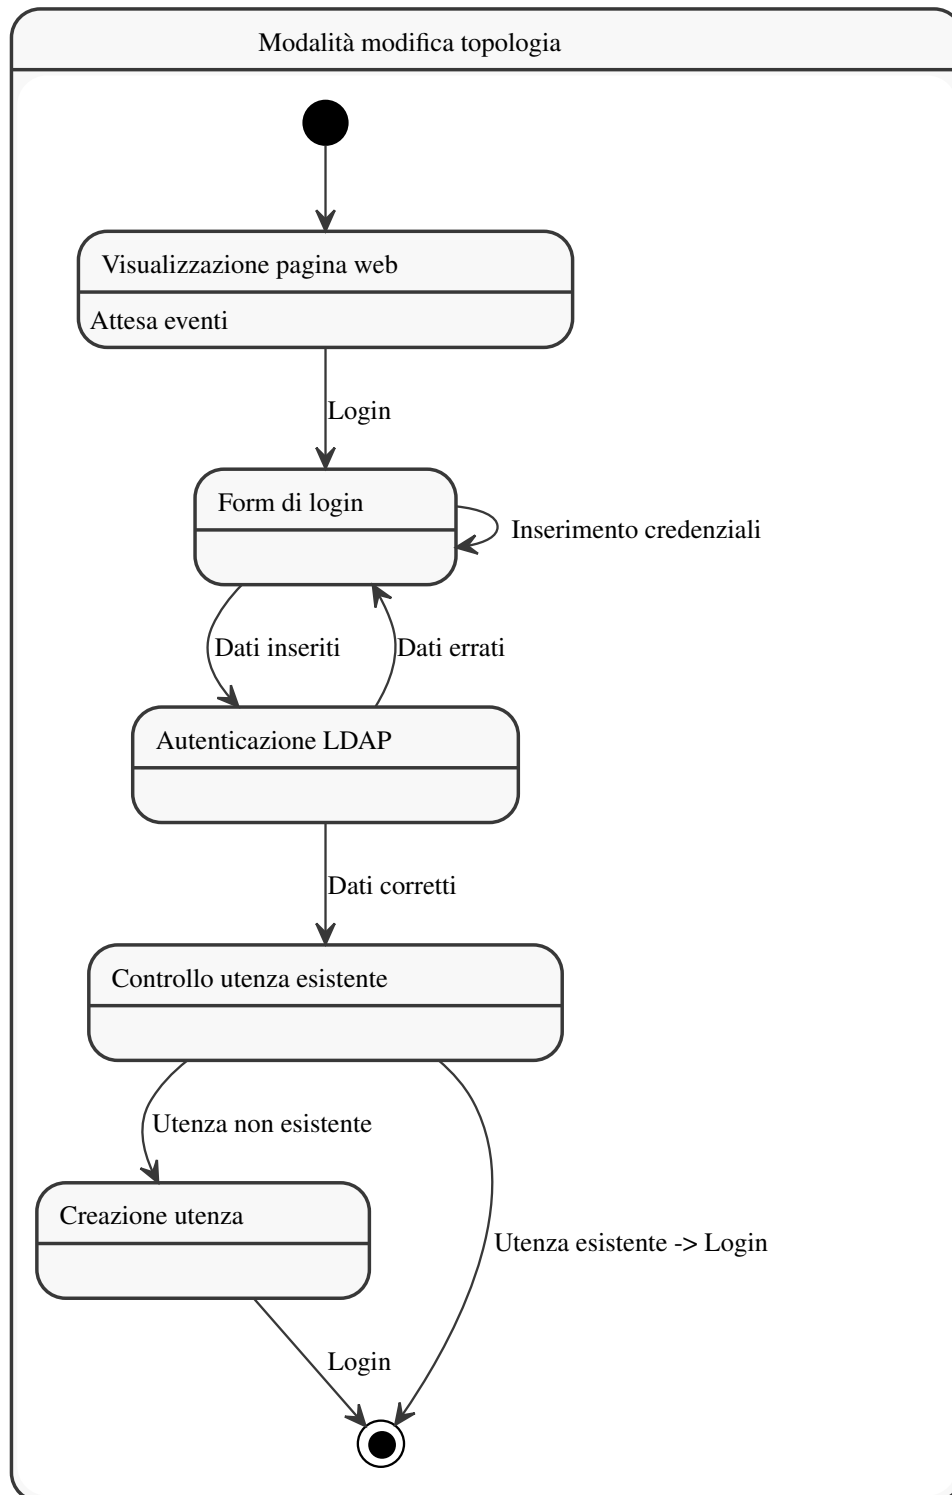 Modalità modifica topologia
Visualizzazione pagina web
Attesa eventi
Login
Form di login
Inserimento credenziali
Dati inseriti
Dati errati
Autenticazione LDAP
Dati corretti
Controllo utenza esistente
Utenza non esistente
Creazione utenza
Utenza esistente -> Login
Login